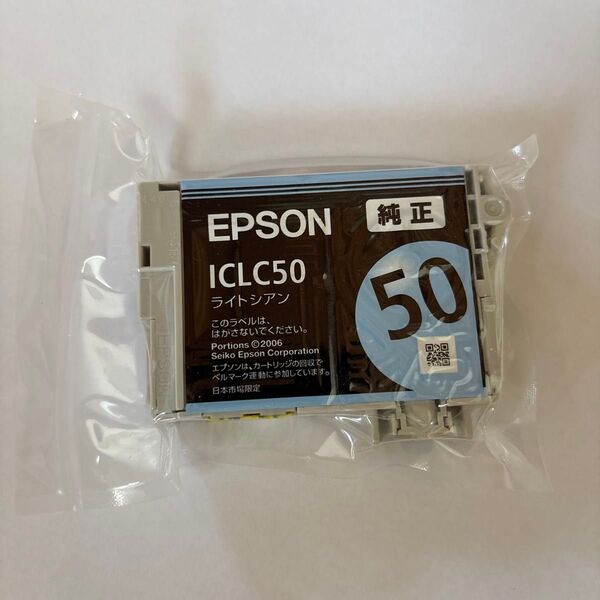 EPSON
純正
ICLC50
ライトシアン
50
このラベルは、
はがさないでください。
Portions ©2006
Seiko Epson Corporation
エプソンは、カートリッジの回収で
ベルマーク運動に参加しています。
日本市場限定